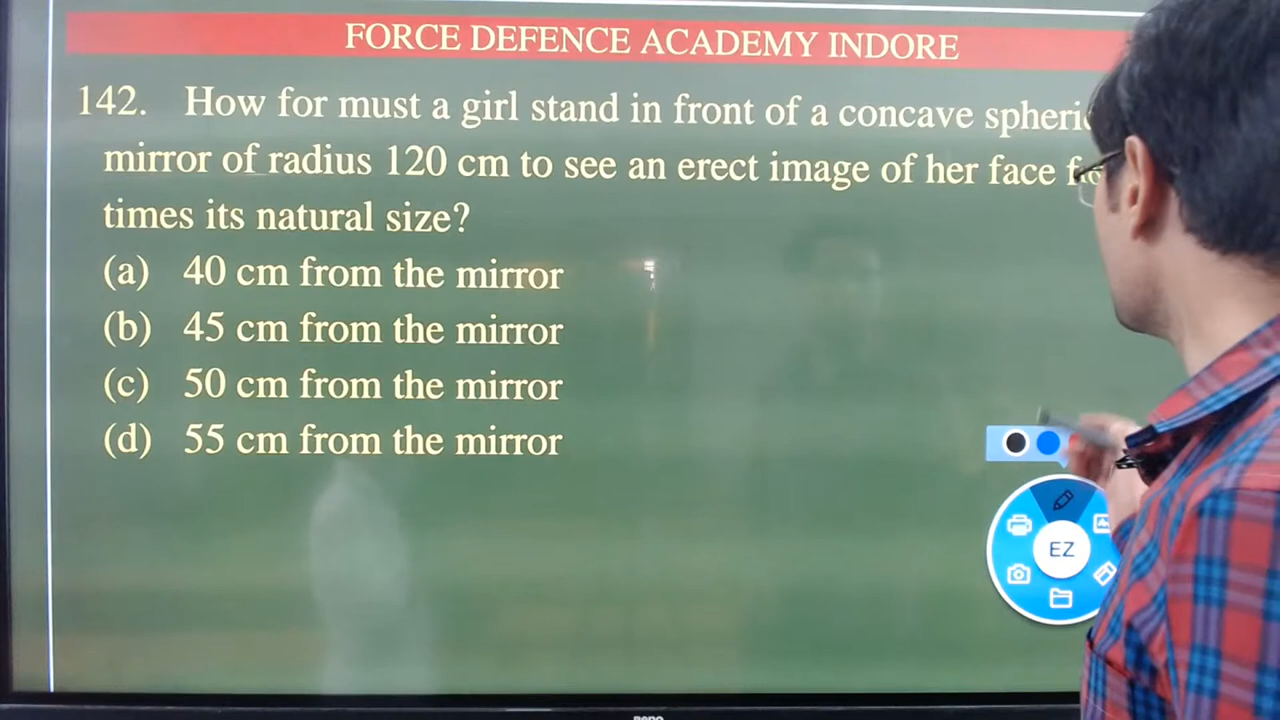 FORCE DEFENCE ACADEMY INDORE
142. How for must a girl stand in front of a concave
mirror of radius 120 cm to see an erect image of her face
times its natural size?
(a) 40 cm from the mirror
(b) 45 cm from the mirror
(c) 50 cm from the mirror
(d) 55 cm from the mirror
EZ